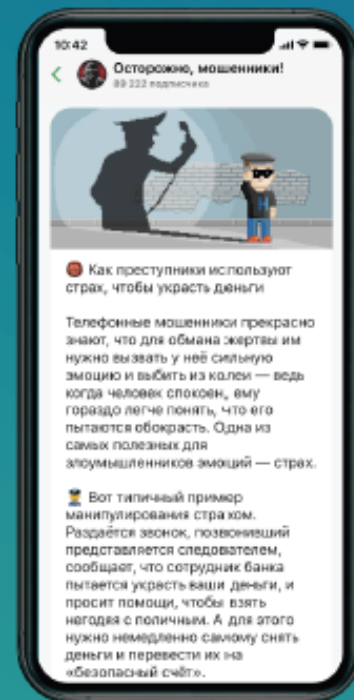 10:42
Осторожно, мошенники!
89 222 подписчика
Как преступники используют
страх, чтобы украсть деньги
Телефонные мошенники прекрасно
знают, что для обмана жертвы им
нужно вызвать у неё сильную
эмоцию и выбить из колеи — ведь
когда человек спокоен, ему
гораздо легче понять, что его
пытаются обокрасть. Одна из
самых полезных для
злоумышленников эмоций — страх.
Вот типичный пример
манипулирования страхом.
Раздаётся звонок, позвонивший
представляется следователем,
сообщает, что сотрудник банка
пытается украсть ваши деньги, и
просит помощи, чтобы взять
негодяя с поличным. А для этого
нужно немедленно самому снять
деньги и перевести их на
«безопасный счёт».